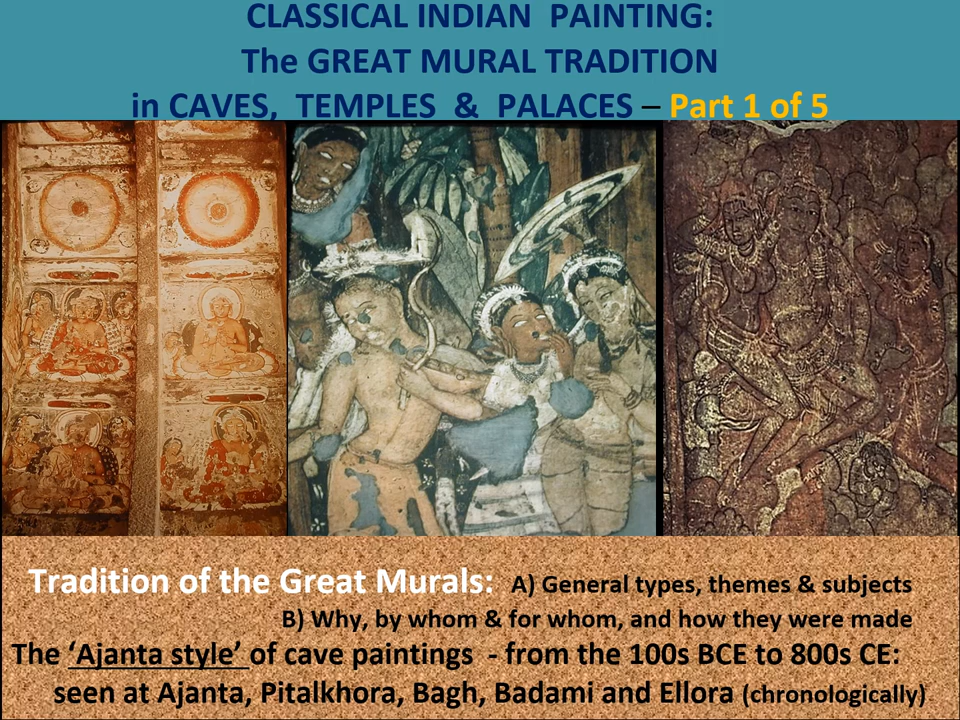 CLASSICAL INDIAN PAINTING:
The GREAT MURAL TRADITION
in CAVES, TEMPLES & PALACES – Part 1 of 5
Tradition of the Great Murals: A) General types, themes & subjects
B) Why, by whom & for whom, and how they were made
The ‘Ajanta style’ of cave paintings - from the 100s BCE to 800s CE:
seen at Ajanta, Pitalkhora, Bagh, Badami and Ellora (chronologically)